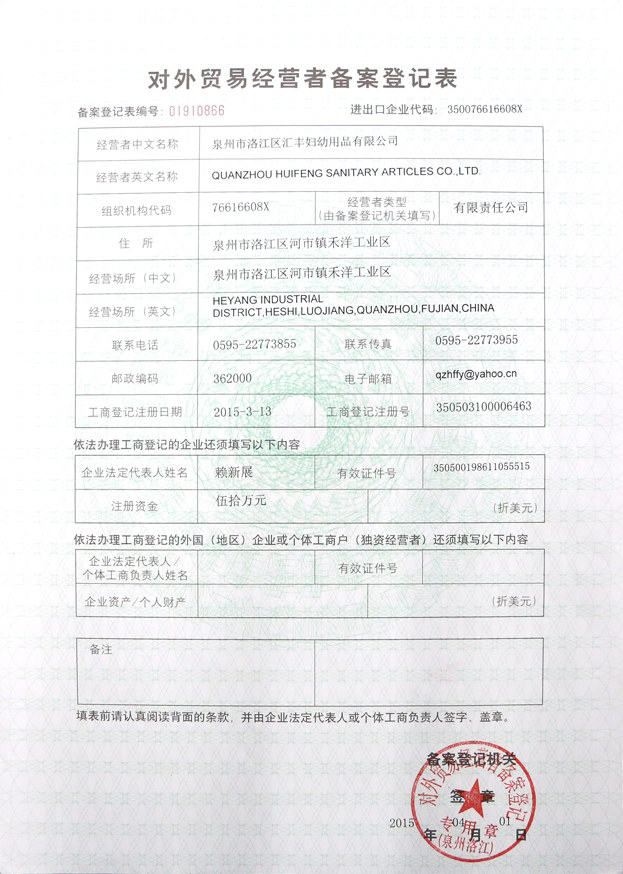 对外贸易经营者备案登记表
备案登记表编号: 01910866 进出口企业代码: 350076616608X
经营者中文名称 泉州市洛江区汇丰妇幼用品有限公司
经营者英文名称 QUANZHOU HUIFENG SANITARY ARTICLES CO.,LTD.
组织机构代码 76616608X 经营者类型 有限责任公司
(由备案登记机关填写)
住 所 泉州市洛江区河市镇禾洋工业区
经营场所（中文） 泉州市洛江区河市镇禾洋工业区
经营场所（英文） HEYANG INDUSTRIAL
DISTRICT,HESHI,LUOJIANG,QUANZHOU,FUJIAN,CHINA
联系电话 0595-22773855 联系传真 0595-22773955
邮政编码 362000 电子邮箱 qzhffy@yahoo.cn
工商登记注册日期 2015-3-13 工商登记注册号 350503100006463
依法办理工商登记的企业还须填写以下内容
企业法定代表人姓名 赖新展 有效证件号 350500198611055515
注册资金 伍拾万元 (折美元)
依法办理工商登记的外国（地区）企业或个体工商户（独资经营者）还须填写以下内容
企业法定代表人/
个体工商负责人姓名 有效证件号
企业资产/个人财产 (折美元)
备注
填表前请认真阅读背面的条款，并由企业法定代表人或个体工商负责人签字、盖章。
备案登记机关
签 章
2015 04 01
年 月 日
对外贸易经营者备案登记
专用章
(泉州洛江)